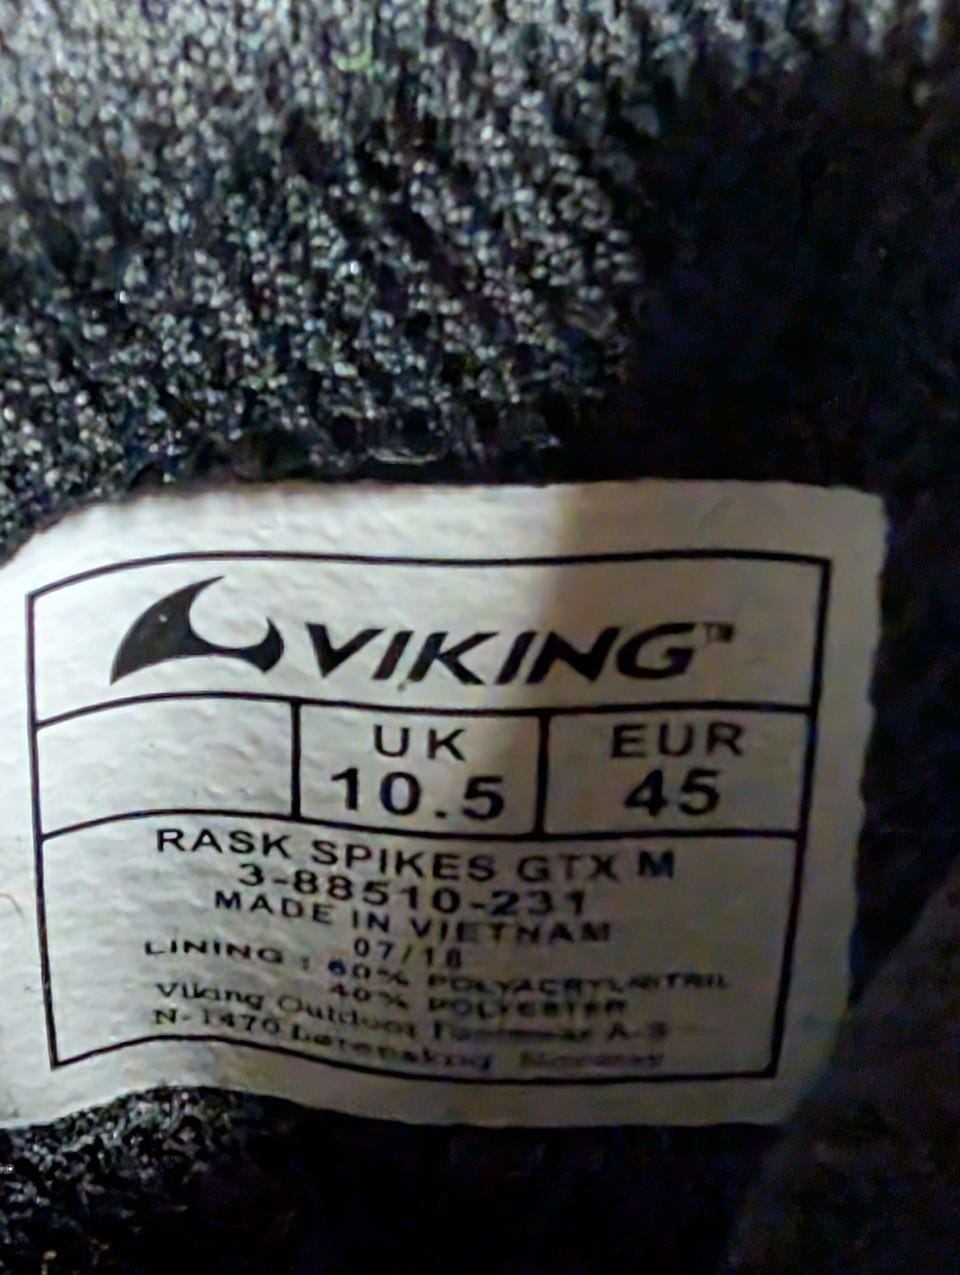 VIKING™
UK EUR
10.5 45
RASK SPIKES GTX M
3-88510-231
MADE IN VIETNAM
07/18
LINING : 60% POLYACRYLNITRIL
40% POLYESTER
Viking Outdoor Footwear A-S
N-1470 Lørenskog Norway